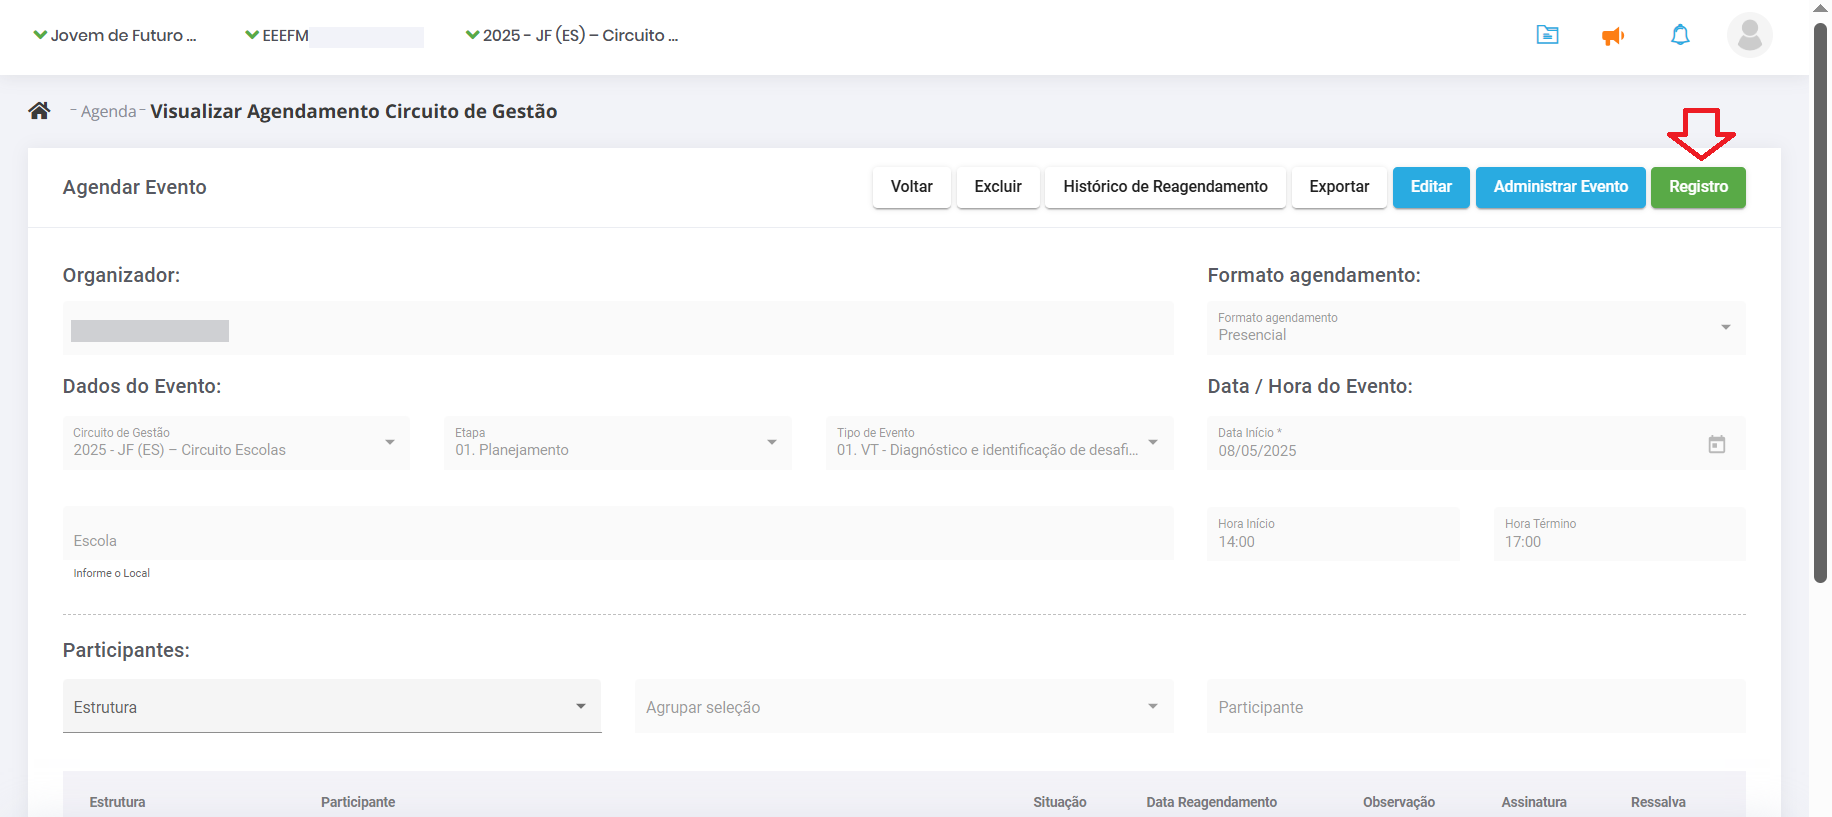 Jovem de Futuro ... EEEFM 2025 - JF (ES) – Circuito ...
- Agenda - Visualizar Agendamento Circuito de Gestão
Agendar Evento Voltar Excluir Histórico de Reagendamento Exportar Editar Administrar Evento Registro
Organizador: Formato agendamento:
Formato agendamento
Presencial
Dados do Evento: Data / Hora do Evento:
Circuito de Gestão Etapa Tipo de Evento Data Início *
2025 - JF (ES) – Circuito Escolas 01. Planejamento 01. VT - Diagnóstico e identificação de desafi... 08/05/2025
Hora Início Hora Término
Escola 14:00 17:00
Informe o Local
Participantes:
Estrutura Agrupar seleção Participante
Estrutura Participante Situação Data Reagendamento Observação Assinatura Ressalva